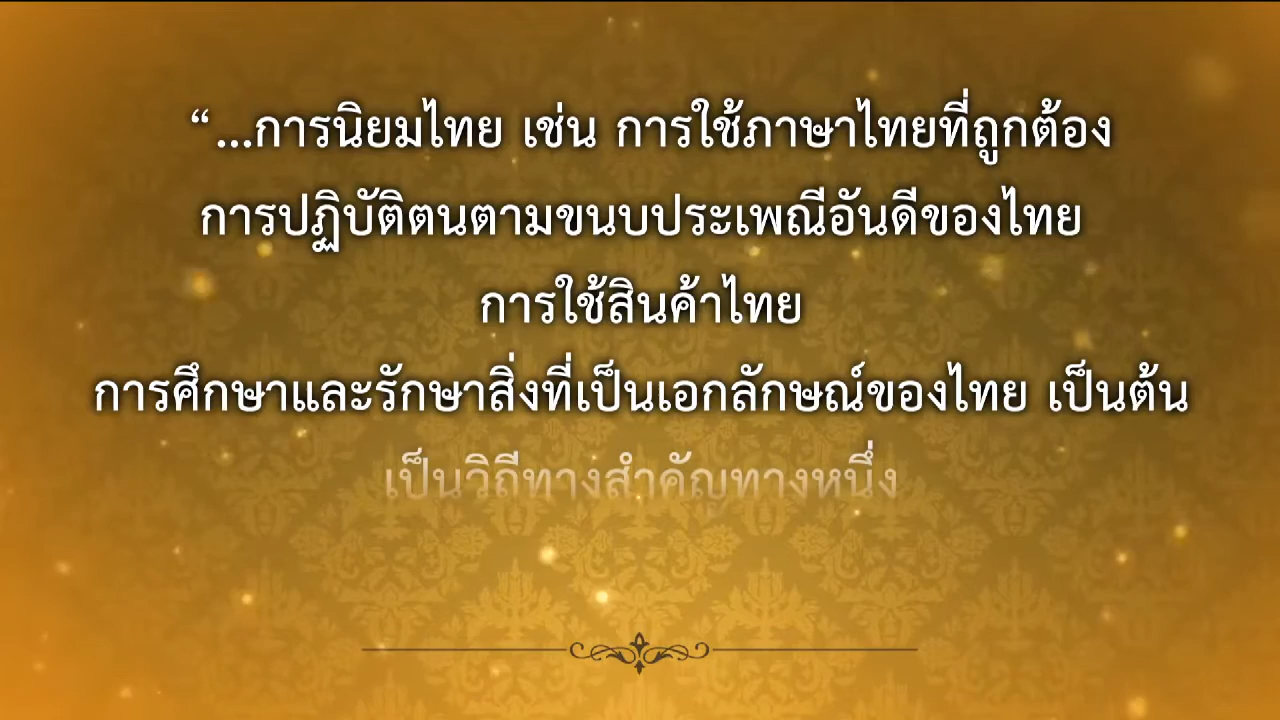 “...การนิยมไทย เช่น การใช้ภาษาไทยที่ถูกต้อง
การปฏิบัติตนตามขนบประเพณีอันดีของไทย
การใช้สินค้าไทย
การศึกษาและรักษาสิ่งที่เป็นเอกลักษณ์ของไทย เป็นต้น
เป็นวิถีทางสำคัญทางหนึ่ง